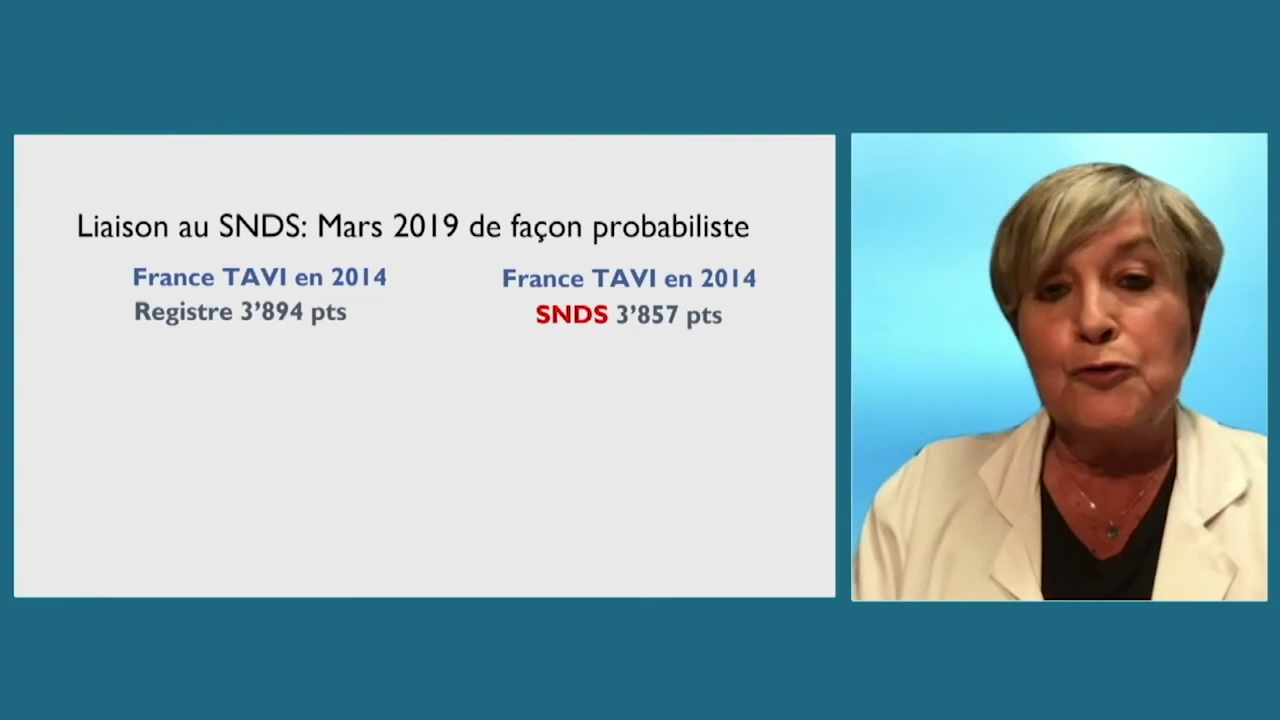 Liaison au SNDS: Mars 2019 de façon probabiliste
France TAVI en 2014
Registre 3’894 pts
France TAVI en 2014
SNDS 3’857 pts